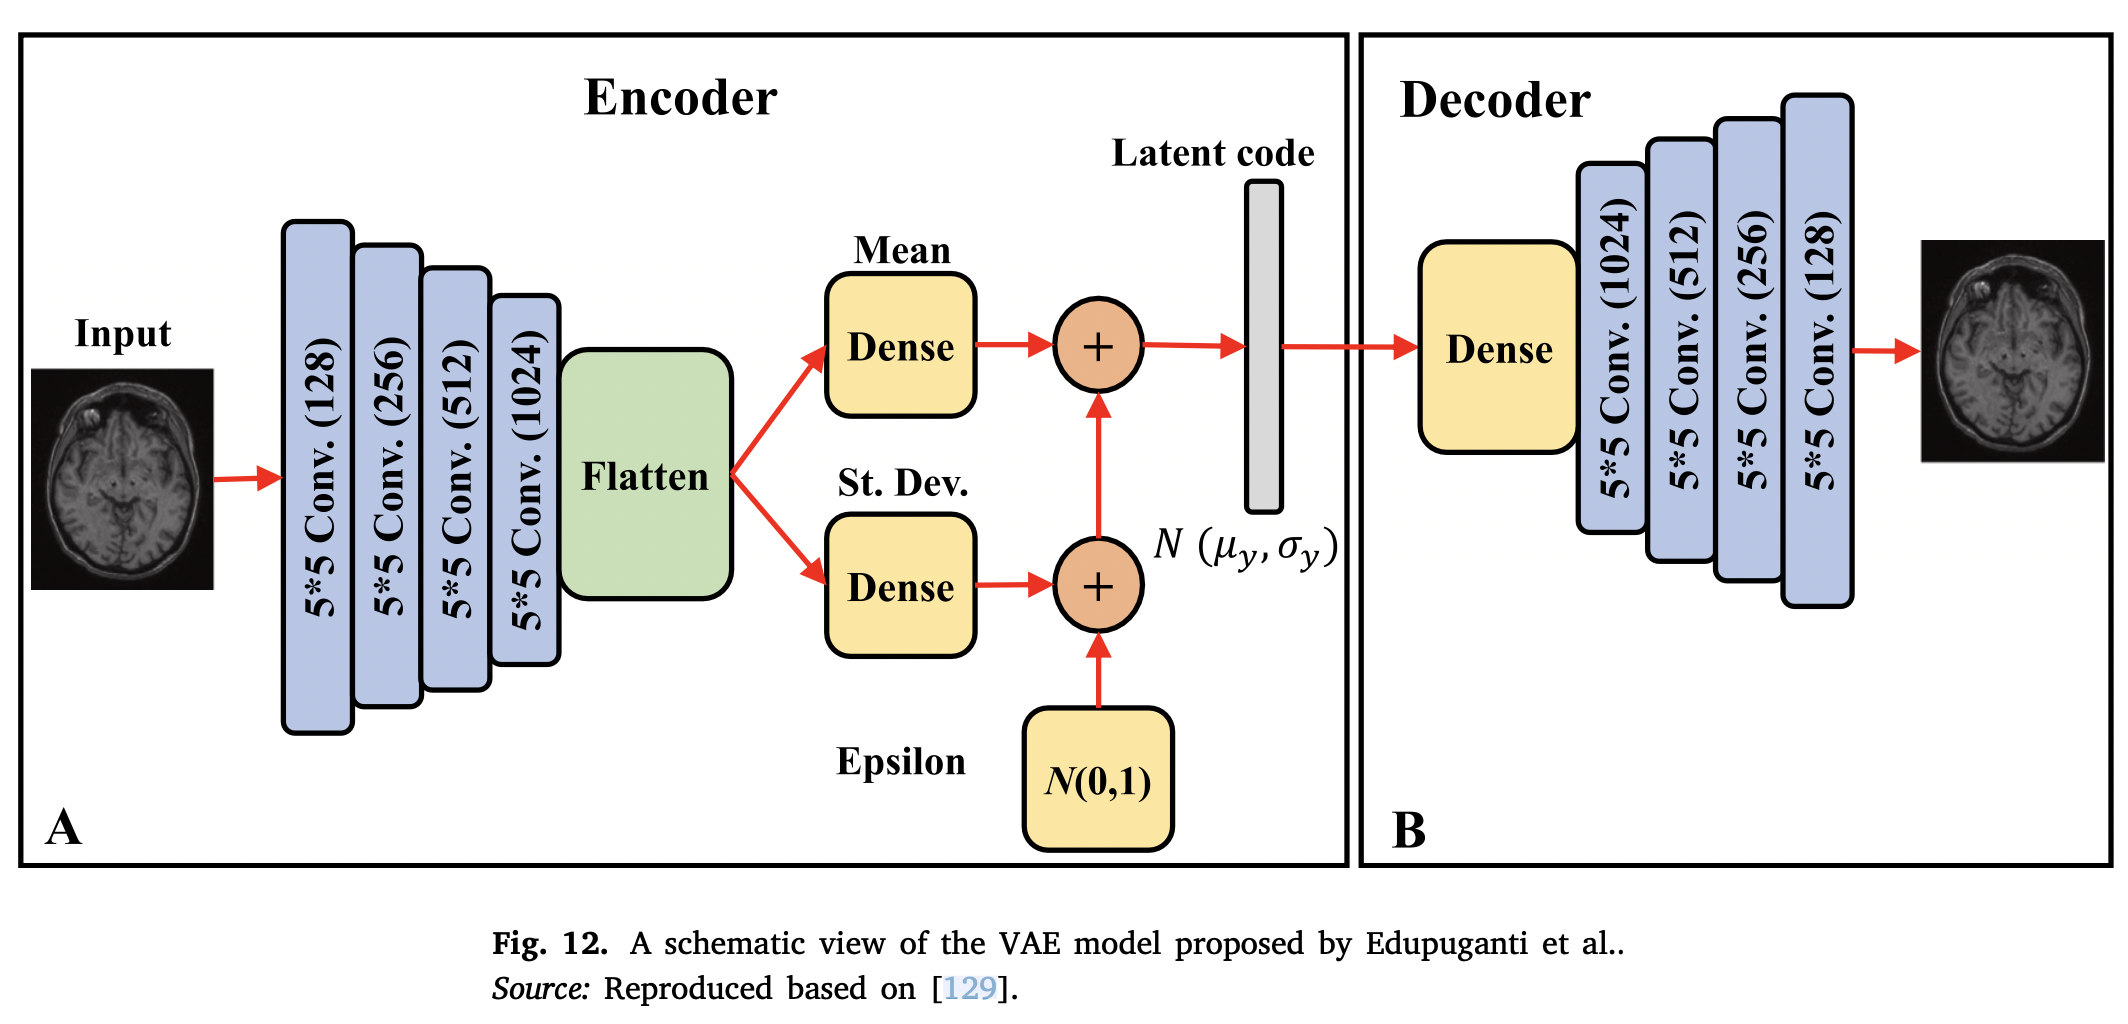 Encoder
Input
5*5 Conv. (128)
5*5 Conv. (256)
5*5 Conv. (512)
5*5 Conv. (1024)
Flatten
Mean
Dense
St. Dev.
Dense
+
+
Epsilon
N(0,1)
Latent code
N (μy, σy)
A
Decoder
Dense
5*5 Conv. (1024)
5*5 Conv. (512)
5*5 Conv. (256)
5*5 Conv. (128)
B
Fig. 12. A schematic view of the VAE model proposed by Edupuganti et al..
Source: Reproduced based on [129].